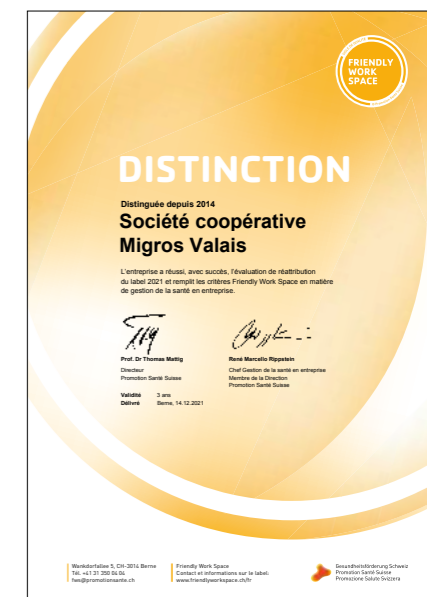 FRIENDLY
WORK
SPACE
DISTINCTION
Distinguée depuis 2014
Société coopérative
Migros Valais
L'entreprise a réussi, avec succès, l'évaluation de réattribution
du label 2021 et remplit les critères Friendly Work Space en matière
de gestion de la santé en entreprise.
Prof. Dr Thomas Mattig
Directeur
Promotion Santé Suisse
René Marcello Rippstein
Chef Gestion de la santé en entreprise
Membre de la Direction
Promotion Santé Suisse
Validité 3 ans
Délivré Berne, 14.12.2021
Wankdorfallee 5, CH-3014 Berne
Tél. +41 31 350 04 04
fws@promotionsante.ch
Friendly Work Space
Contact et informations sur le label:
www.friendlyworkspace.ch/fr
Gesundheitsförderung Schweiz
Promotion Santé Suisse
Promozione Salute Svizzera